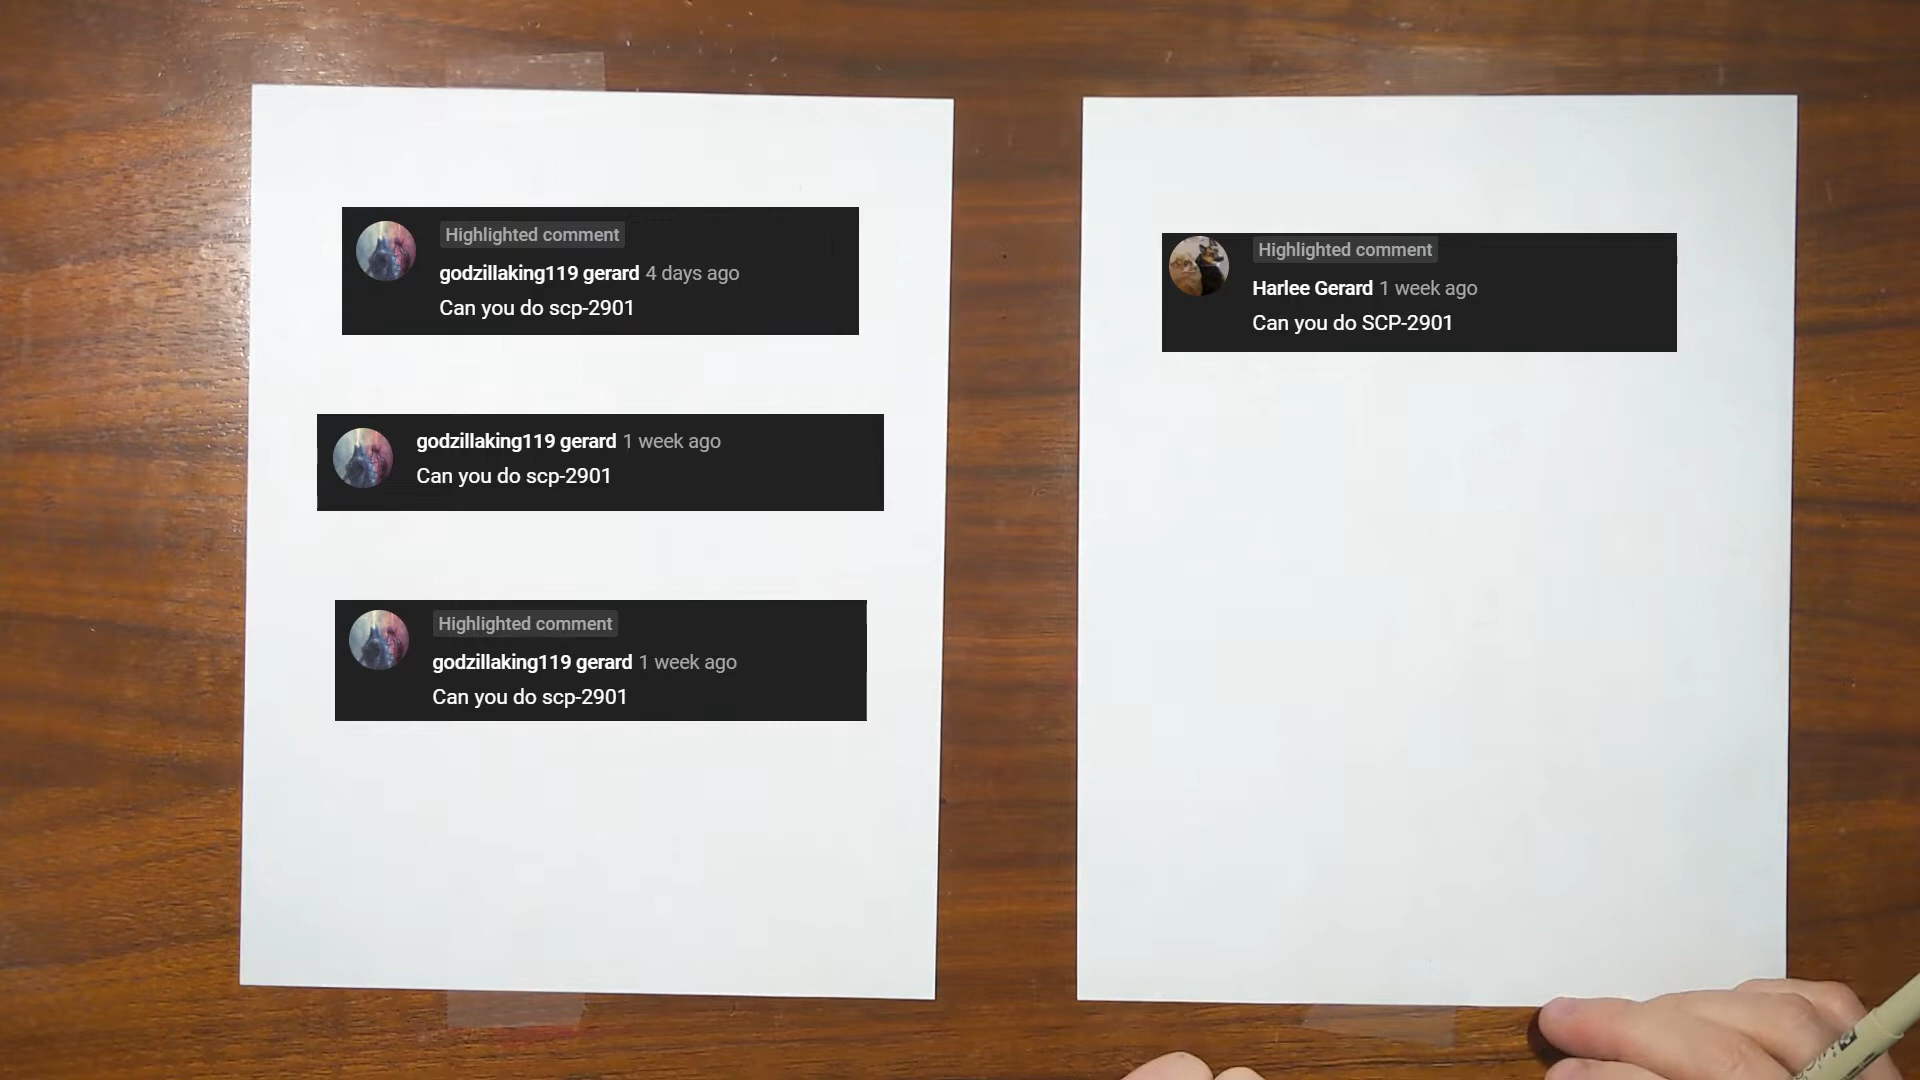 Highlighted comment
godzillaking119 gerard 4 days ago
Can you do scp-2901
godzillaking119 gerard 1 week ago
Can you do scp-2901
Highlighted comment
godzillaking119 gerard 1 week ago
Can you do scp-2901
Highlighted comment
Harlee Gerard 1 week ago
Can you do SCP-2901